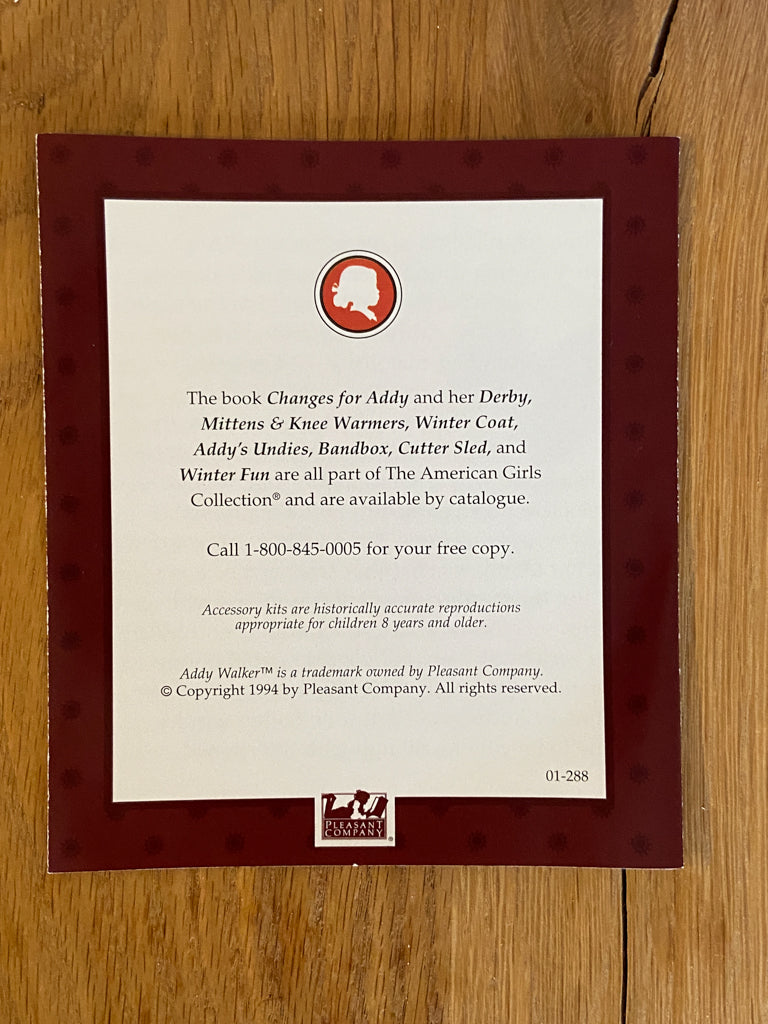 The book Changes for Addy and her Derby,
Mittens & Knee Warmers, Winter Coat,
Addy's Undies, Bandbox, Cutter Sled, and
Winter Fun are all part of The American Girls
Collection® and are available by catalogue.
Call 1-800-845-0005 for your free copy.
Accessory kits are historically accurate reproductions
appropriate for children 8 years and older.
Addy Walker™ is a trademark owned by Pleasant Company.
© Copyright 1994 by Pleasant Company. All rights reserved.
01-288
PLEASANT
COMPANY®